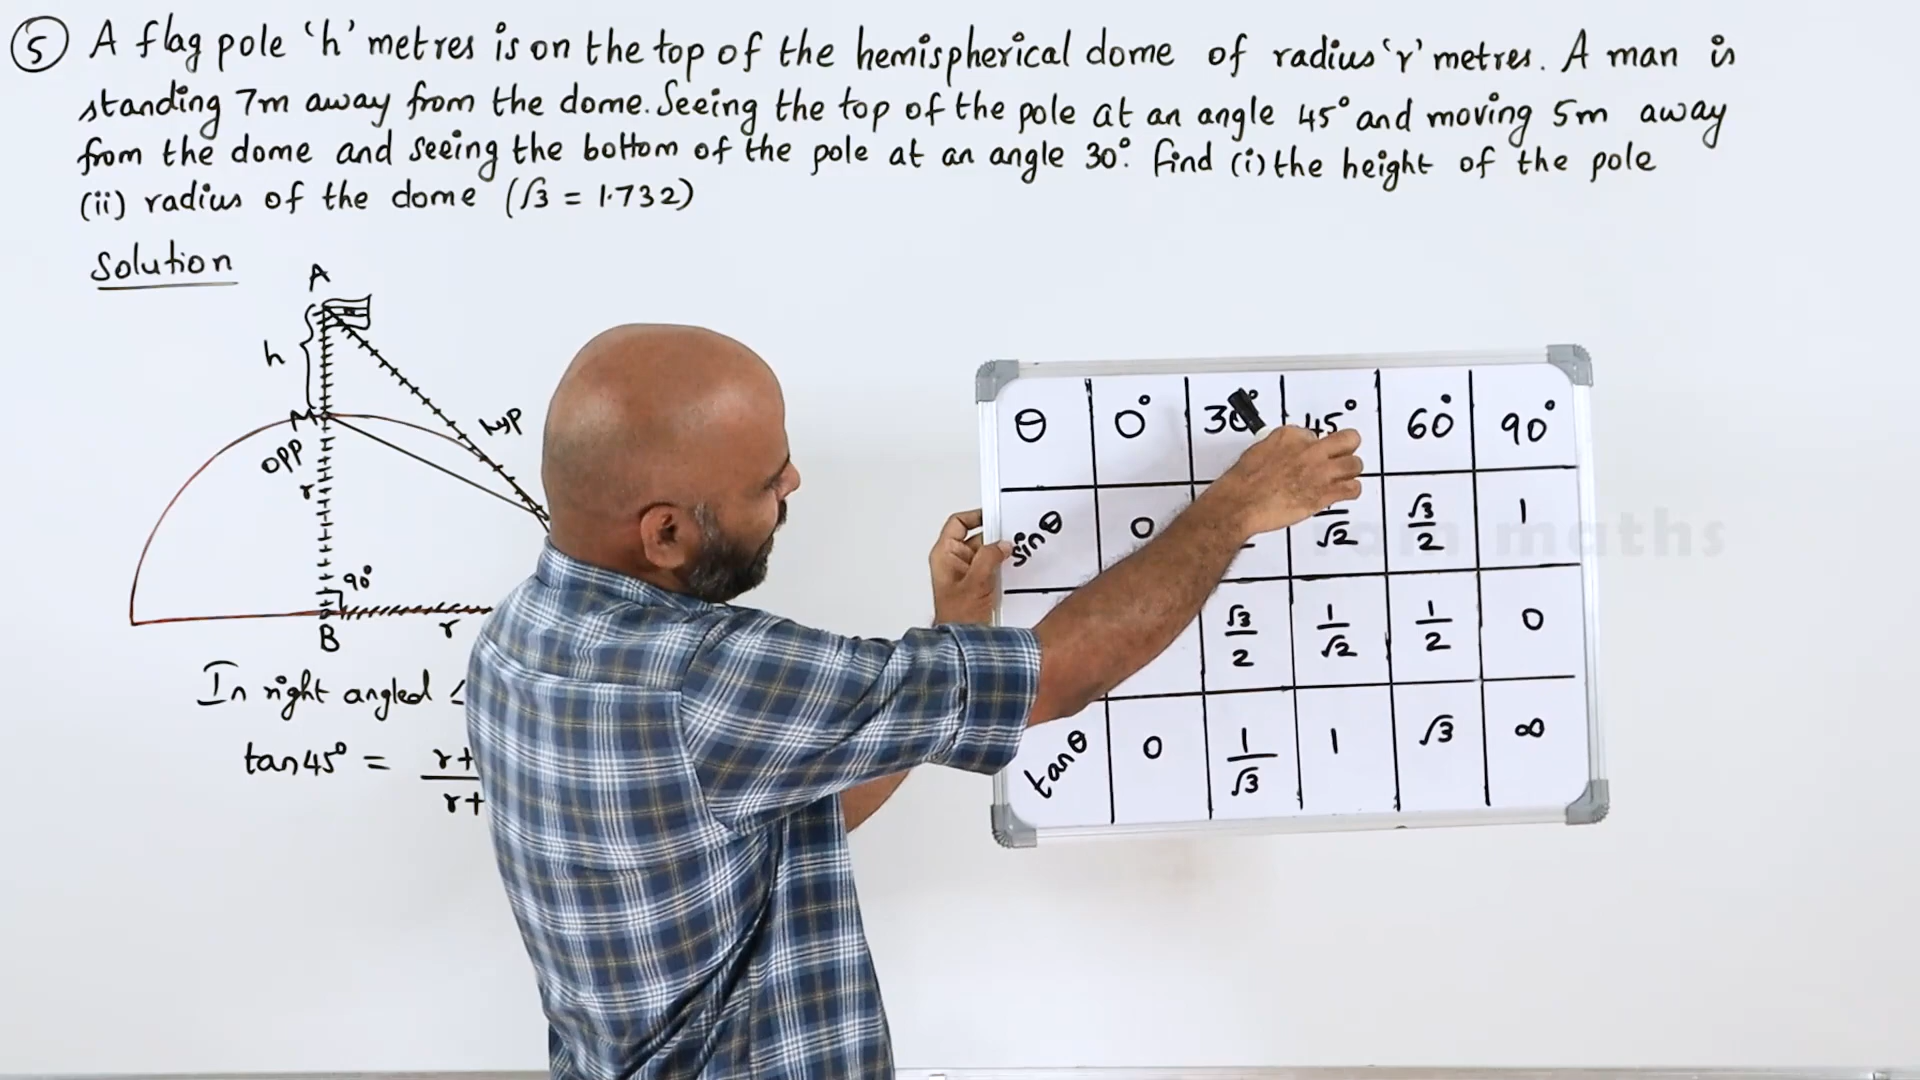 5 A flag pole 'h' metres is on the top of the hemispherical dome of radius 'r' metres. A man is
standing 7m away from the dome. Seeing the top of the pole at an angle 45° and moving 5m away
from the dome and seeing the bottom of the pole at an angle 30°. Find (i) the height of the pole
(ii) radius of the dome (√3 = 1.732)
Solution
A
h
M
hyp
opp
r
90°
B
r
In right angled
tan45° = r+
r+
θ 0° 30° 45° 60° 90°
sinθ 0 √2 √3/2 1
√3/2 1/√2 1/2 0
tanθ 0 1/√3 1 √3 ∞
maths